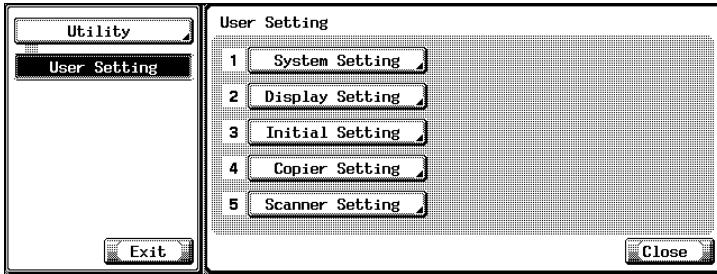 Utility
User Setting
Exit
User Setting
1 System Setting
2 Display Setting
3 Initial Setting
4 Copier Setting
5 Scanner Setting
Close